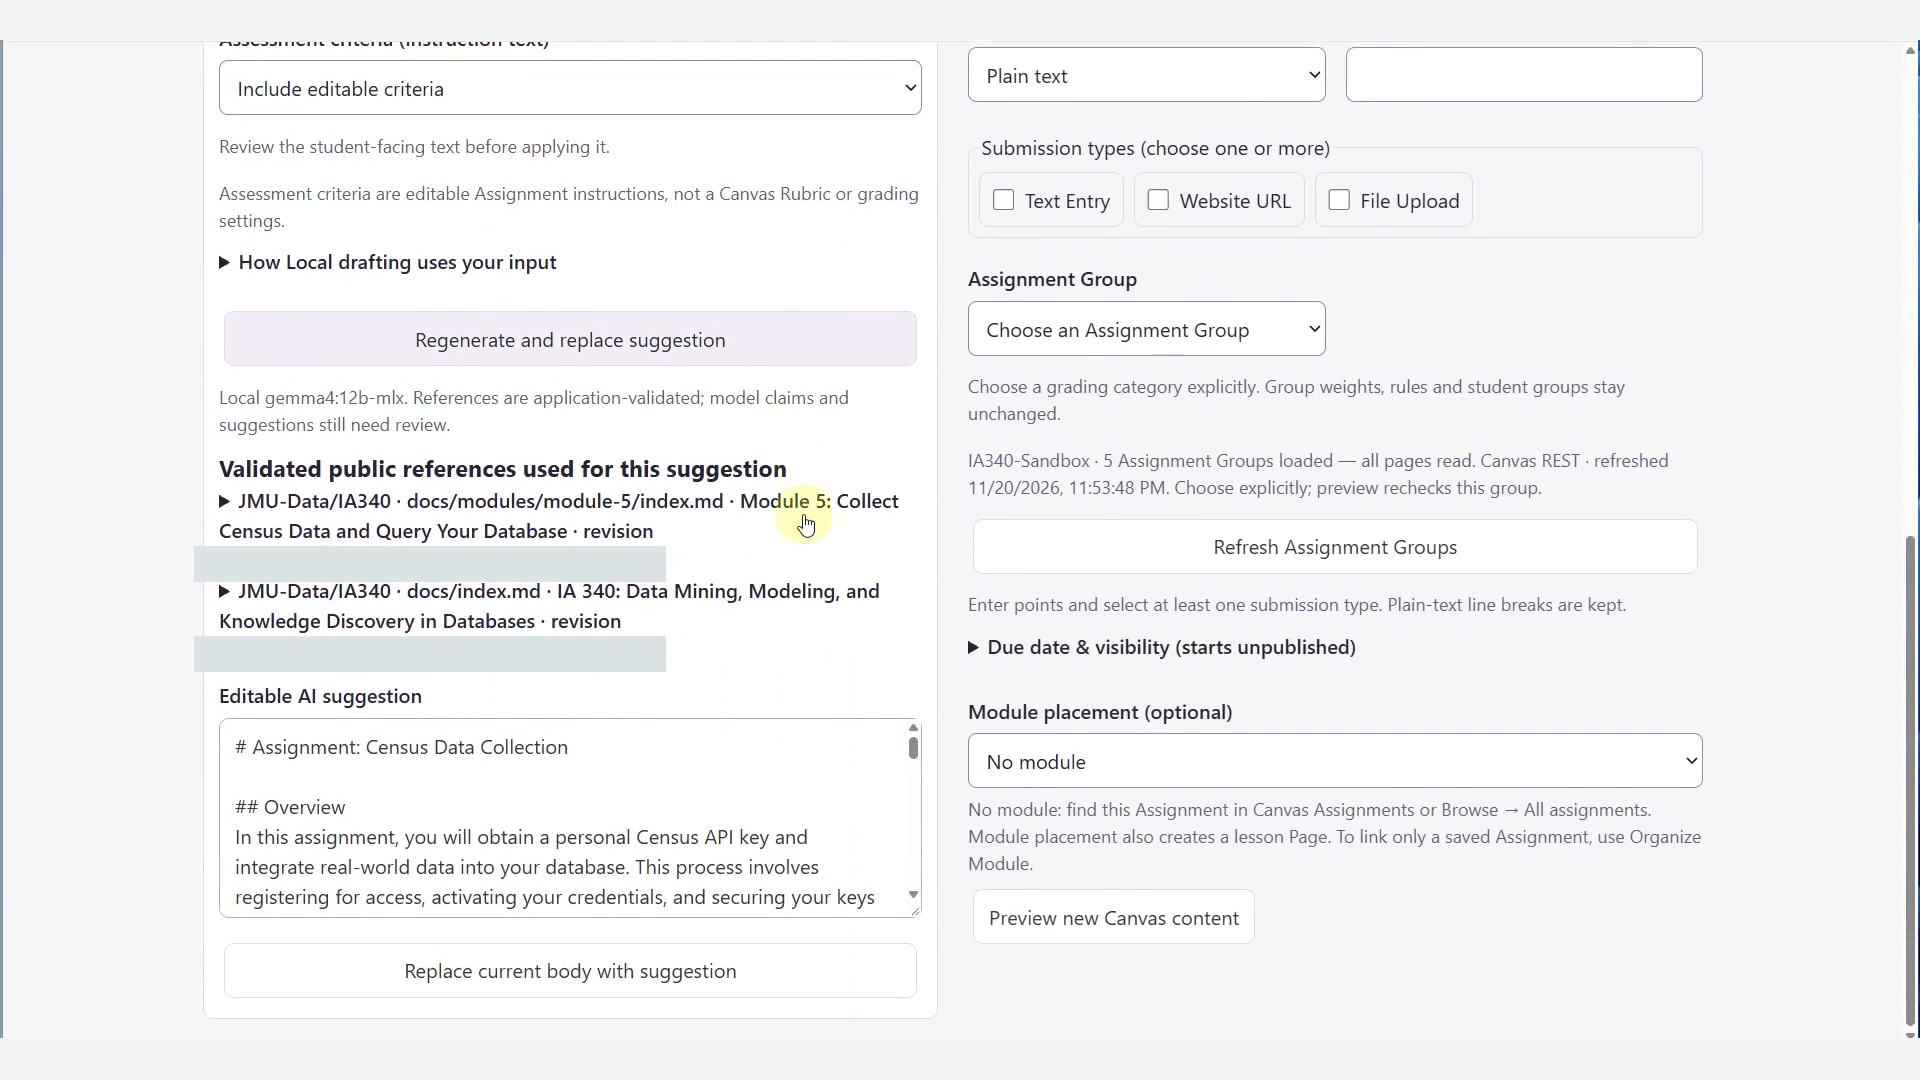 Assessment criteria (instruction text)
Include editable criteria
Review the student-facing text before applying it.
Assessment criteria are editable Assignment instructions, not a Canvas Rubric or grading
settings.
How Local drafting uses your input
Regenerate and replace suggestion
Local gemma4:12b-mlx. References are application-validated; model claims and
suggestions still need review.
Validated public references used for this suggestion
JMU-Data/IA340 · docs/modules/module-5/index.md · Module 5: Collect
Census Data and Query Your Database · revision
JMU-Data/IA340 · docs/index.md · IA 340: Data Mining, Modeling, and
Knowledge Discovery in Databases · revision
Editable AI suggestion
# Assignment: Census Data Collection
## Overview
In this assignment, you will obtain a personal Census API key and
integrate real-world data into your database. This process involves
registering for access, activating your credentials, and securing your keys
Replace current body with suggestion
Plain text
Submission types (choose one or more)
Text Entry
Website URL
File Upload
Assignment Group
Choose an Assignment Group
Choose a grading category explicitly. Group weights, rules and student groups stay
unchanged.
IA340-Sandbox · 5 Assignment Groups loaded — all pages read. Canvas REST · refreshed
11/20/2026, 11:53:48 PM. Choose explicitly; preview rechecks this group.
Refresh Assignment Groups
Enter points and select at least one submission type. Plain-text line breaks are kept.
Due date & visibility (starts unpublished)
Module placement (optional)
No module
No module: find this Assignment in Canvas Assignments or Browse → All assignments.
Module placement also creates a lesson Page. To link only a saved Assignment, use Organize
Module.
Preview new Canvas content